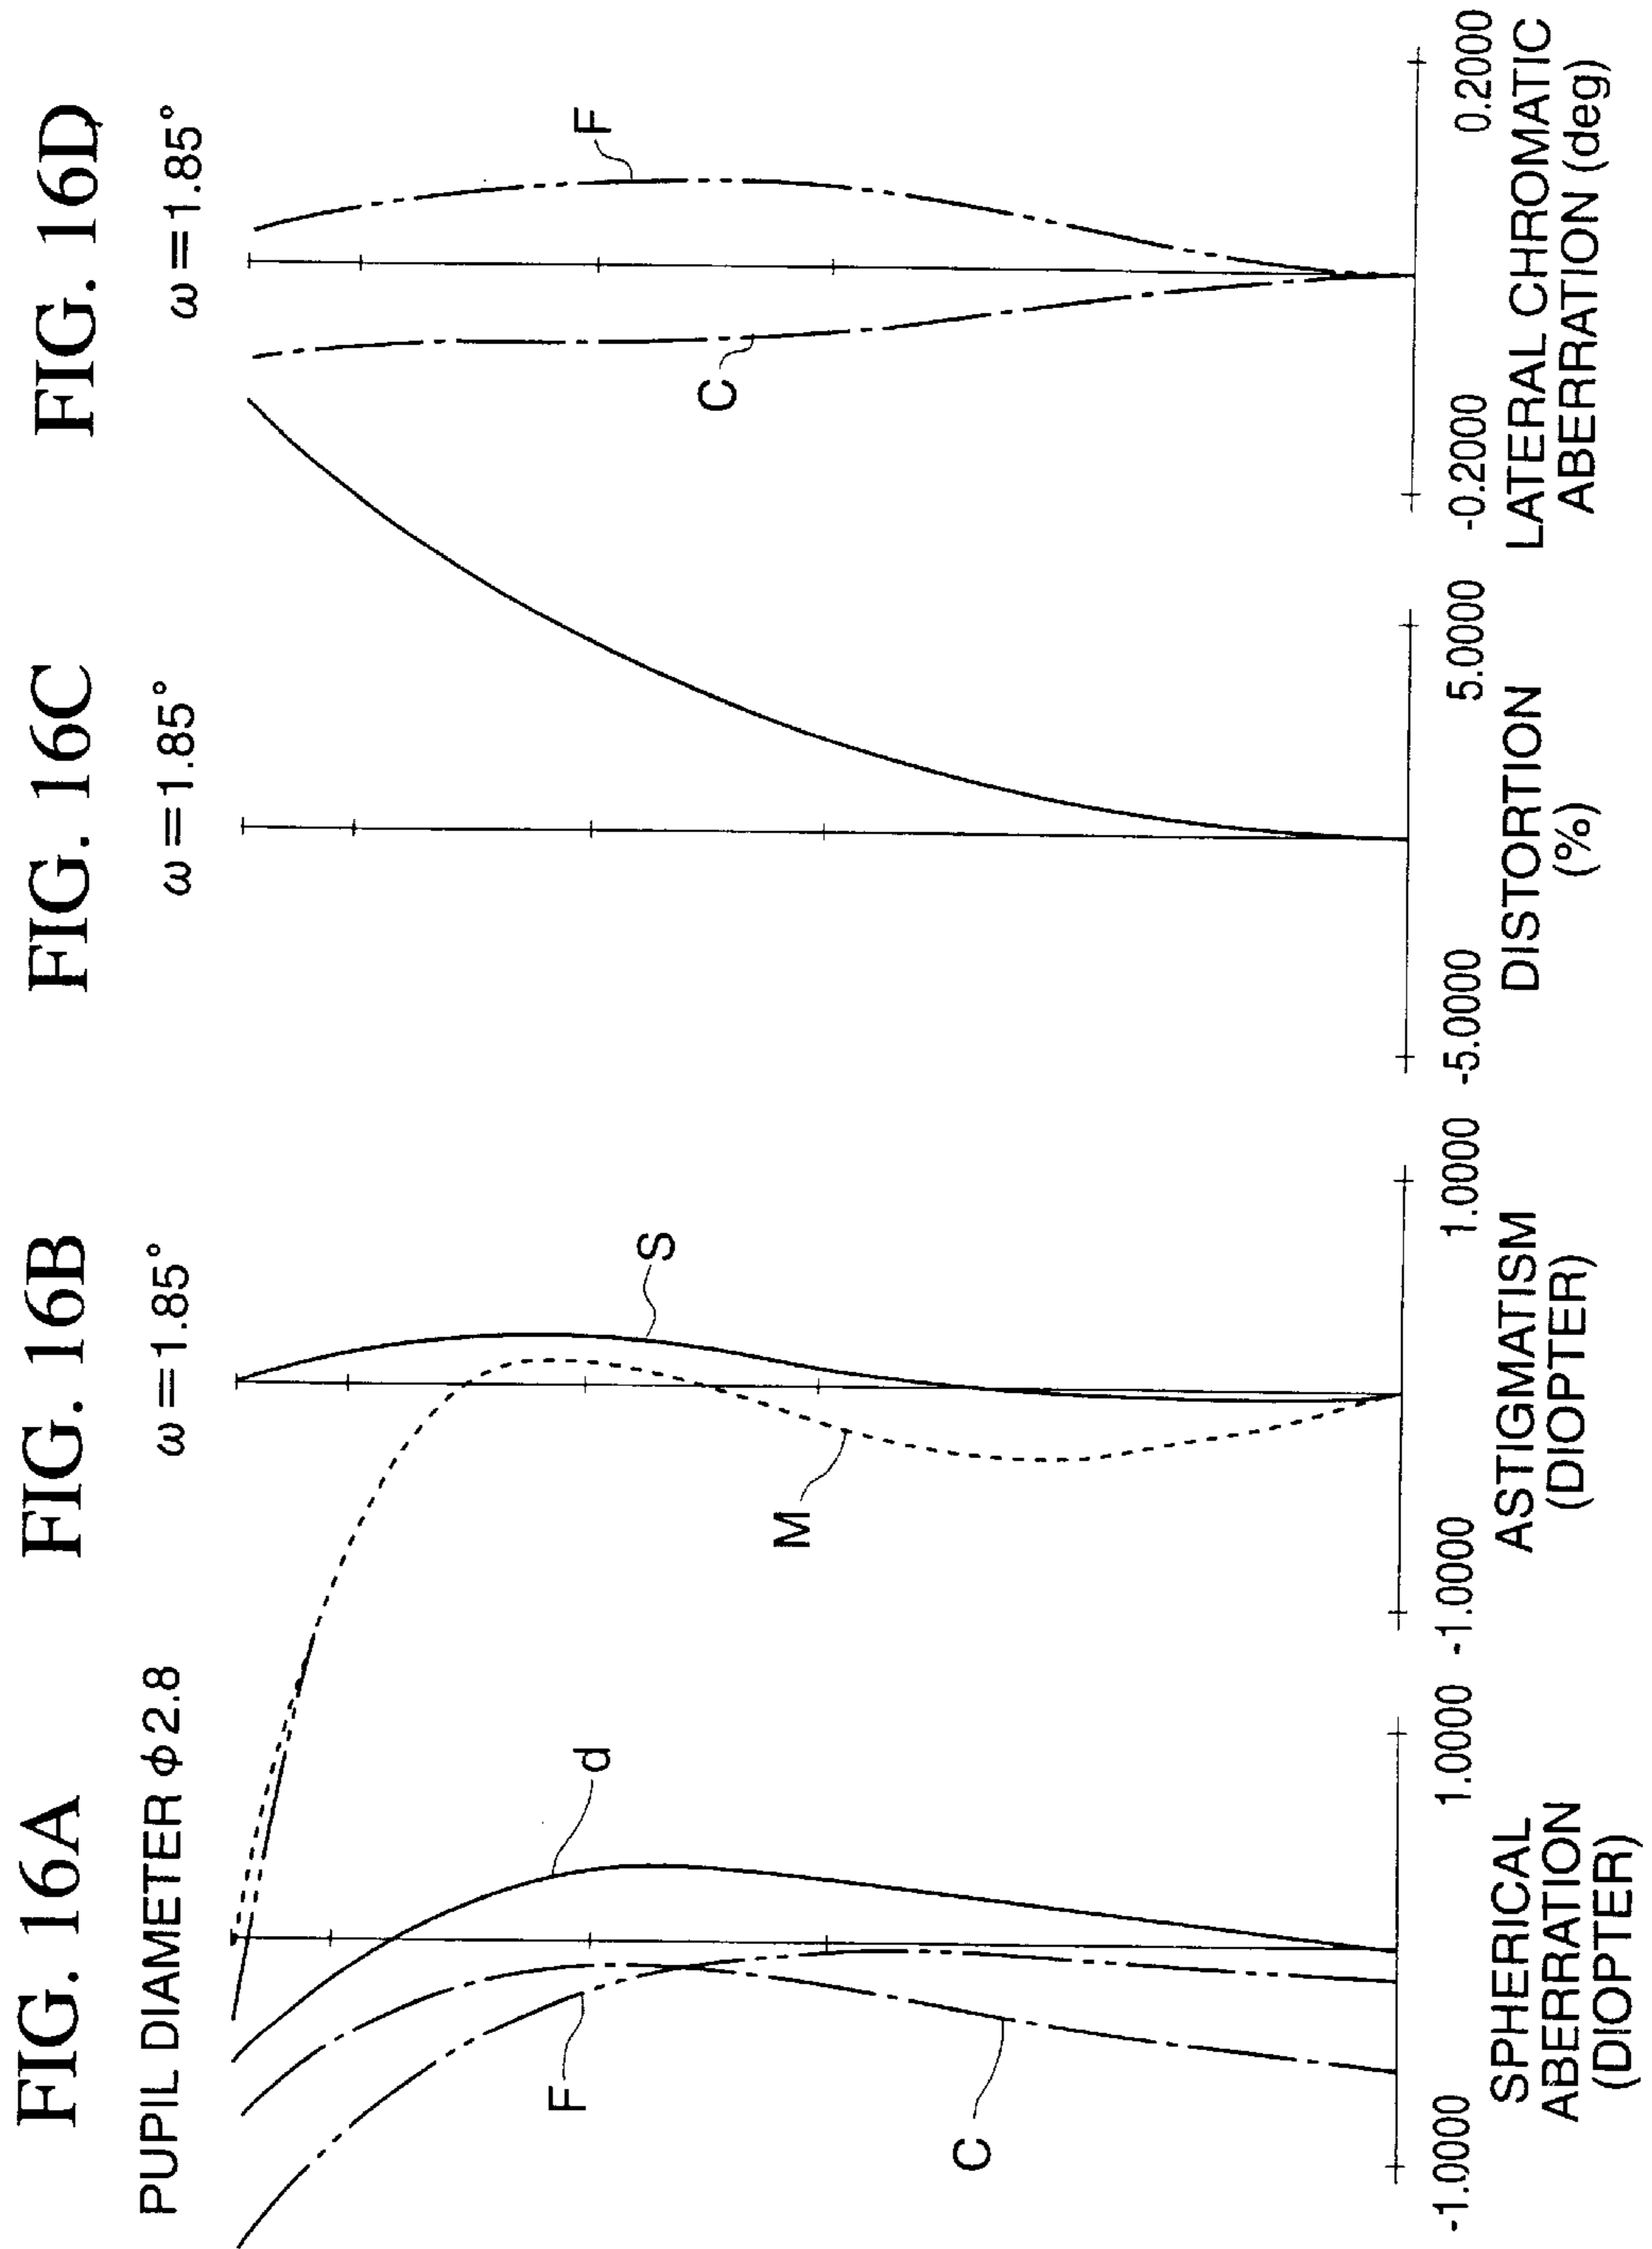 FIG. 16A
PUPIL DIAMETER φ2.8
d
F
C
-1.0000
1.0000
SPHERICAL
ABERRATION
(DIOPTER)
FIG. 16B
ω=1.85°
S
M
-1.0000
1.0000
ASTIGMATISM
(DIOPTER)
FIG. 16C
ω=1.85°
-5.0000
5.0000
DISTORTION
(%)
FIG. 16D
ω=1.85°
F
C
-0.2000
0.2000
LATERAL CHROMATIC
ABERRATION (deg)